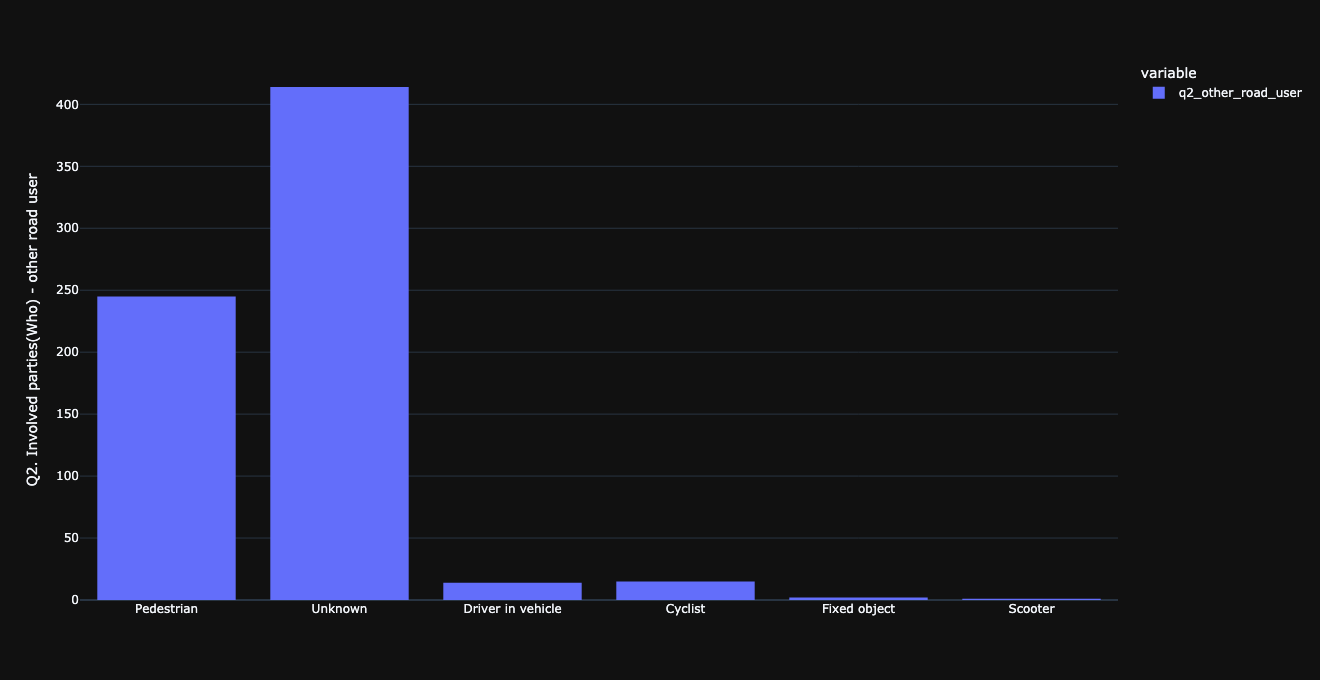 variable
q2_other_road_user
Q2. Involved parties(Who) - other road user
400
350
300
250
200
150
100
50
0
Pedestrian
Unknown
Driver in vehicle
Cyclist
Fixed object
Scooter